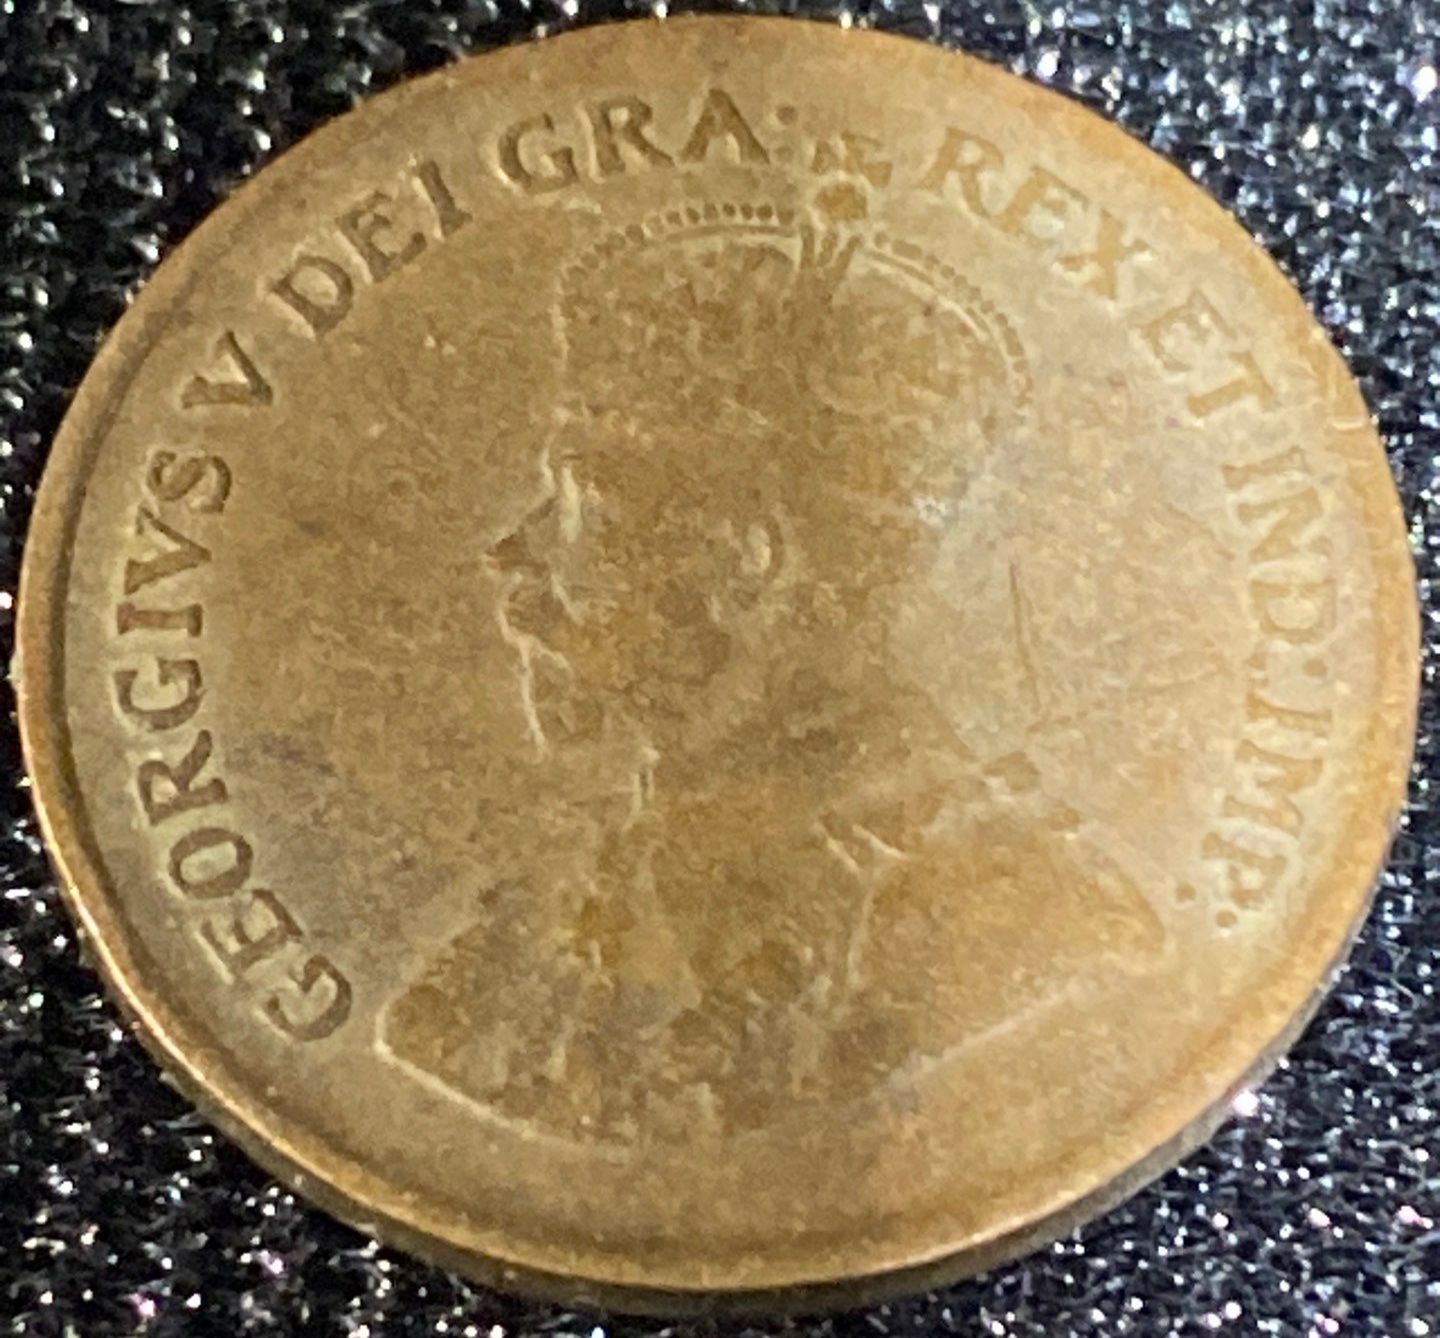 GEORGIVS V DEI GRA: REX ET IND:IMP: